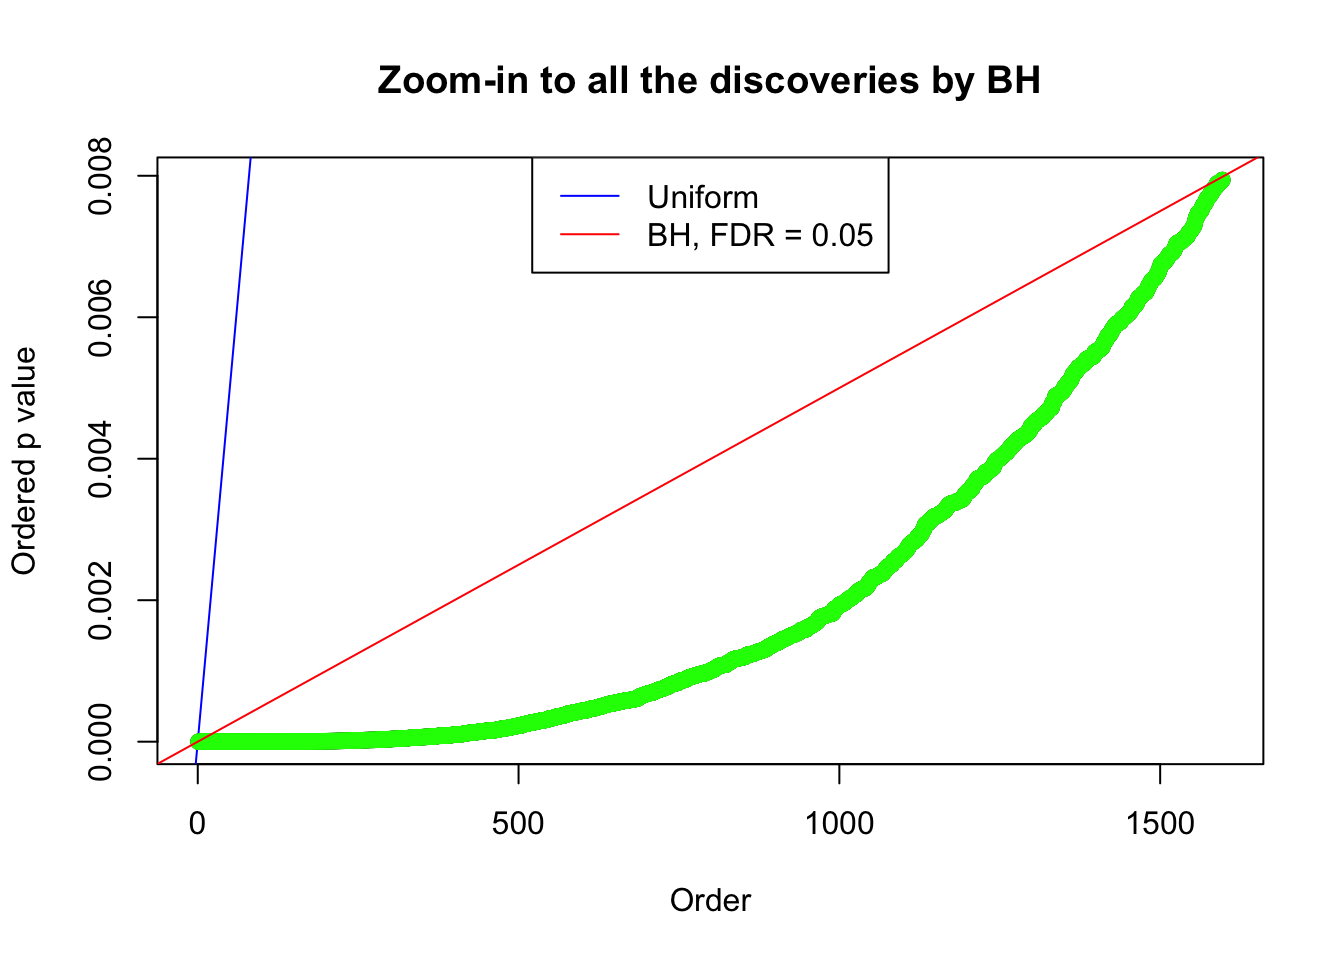 Zoom-in to all the discoveries by BH
Uniform
BH, FDR = 0.05
Ordered p value
0.008
0.006
0.004
0.002
0.000
0
500
1000
1500
Order